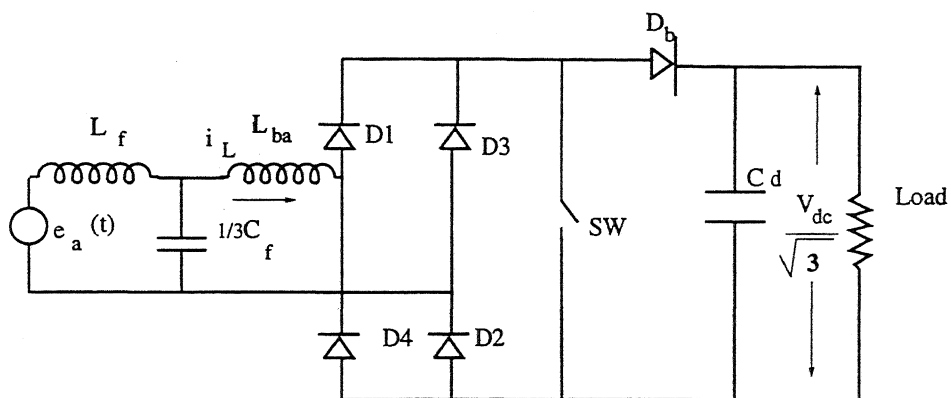 D_b
L_f
i_L
L_ba
D1
D3
e_a (t)
1/3C_f
SW
C_d
V_dc
√3
Load
D4
D2